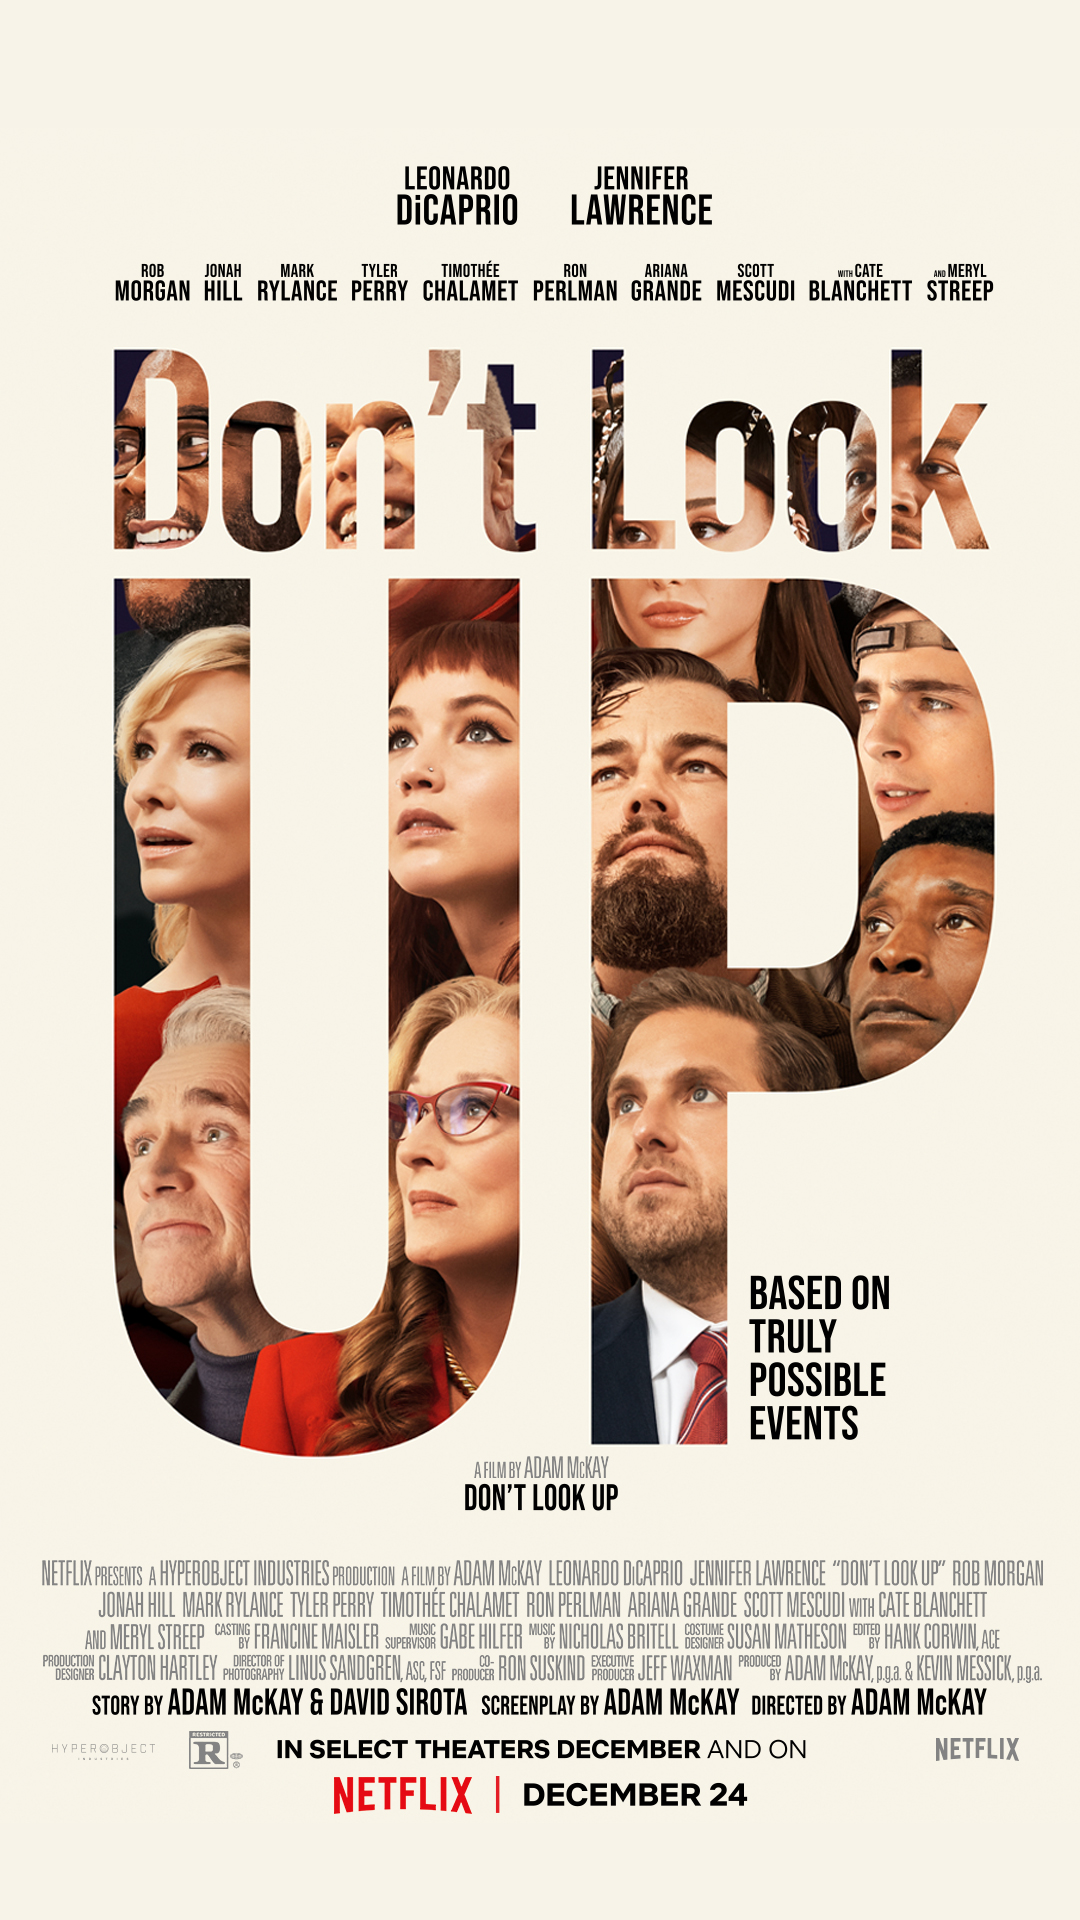 LEONARDO DiCAPRIO JENNIFER LAWRENCE
ROB MORGAN JONAH HILL MARK RYLANCE TYLER PERRY TIMOTHÉE CHALAMET RON PERLMAN ARIANA GRANDE SCOTT MESCUDI WITH CATE BLANCHETT AND MERYL STREEP
Don't Look
UP
BASED ON
TRULY
POSSIBLE
EVENTS
A FILM BY ADAM McKAY
DON'T LOOK UP
NETFLIX PRESENTS A HYPEROBJECT INDUSTRIES PRODUCTION A FILM BY ADAM McKAY LEONARDO DiCAPRIO JENNIFER LAWRENCE "DON'T LOOK UP" ROB MORGAN
JONAH HILL MARK RYLANCE TYLER PERRY TIMOTHÉE CHALAMET RON PERLMAN ARIANA GRANDE SCOTT MESCUDI WITH CATE BLANCHETT
AND MERYL STREEP CASTING BY FRANCINE MAISLER MUSIC SUPERVISOR GABE HILFER MUSIC BY NICHOLAS BRITELL COSTUME DESIGNER SUSAN MATHESON EDITED BY HANK CORWIN, ACE
PRODUCTION DESIGNER CLAYTON HARTLEY DIRECTOR OF PHOTOGRAPHY LINUS SANDGREN, ASC, FSF CO-PRODUCER RON SUSKIND EXECUTIVE PRODUCER JEFF WAXMAN PRODUCED BY ADAM McKAY, p.g.a. & KEVIN MESSICK, p.g.a.
STORY BY ADAM McKAY & DAVID SIROTA SCREENPLAY BY ADAM McKAY DIRECTED BY ADAM McKAY
HYPEROBJECT INDUSTRIES RESTRICTED R IN SELECT THEATERS DECEMBER AND ON NETFLIX
NETFLIX | DECEMBER 24